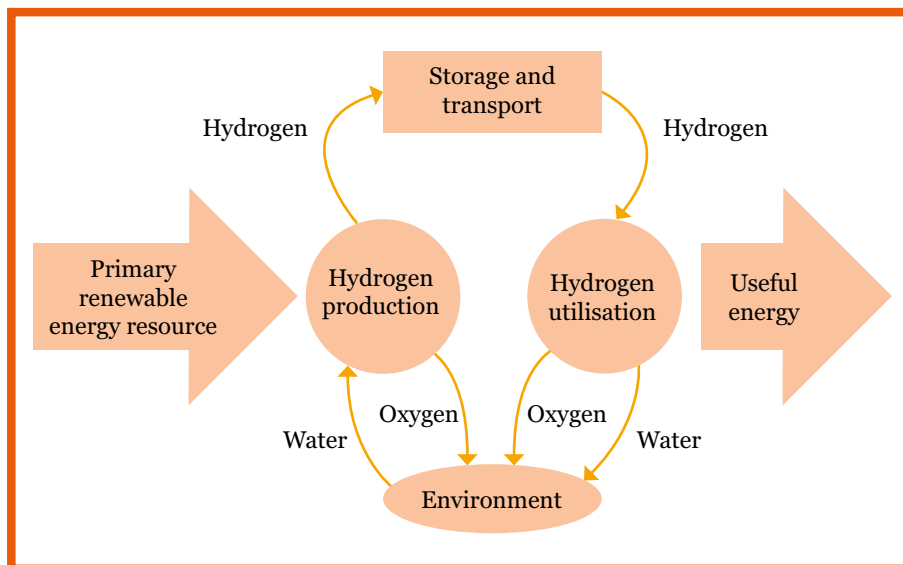 Storage and
transport
Hydrogen
Hydrogen
Primary
renewable
energy resource
Hydrogen
production
Hydrogen
utilisation
Useful
energy
Oxygen
Oxygen
Water
Water
Environment